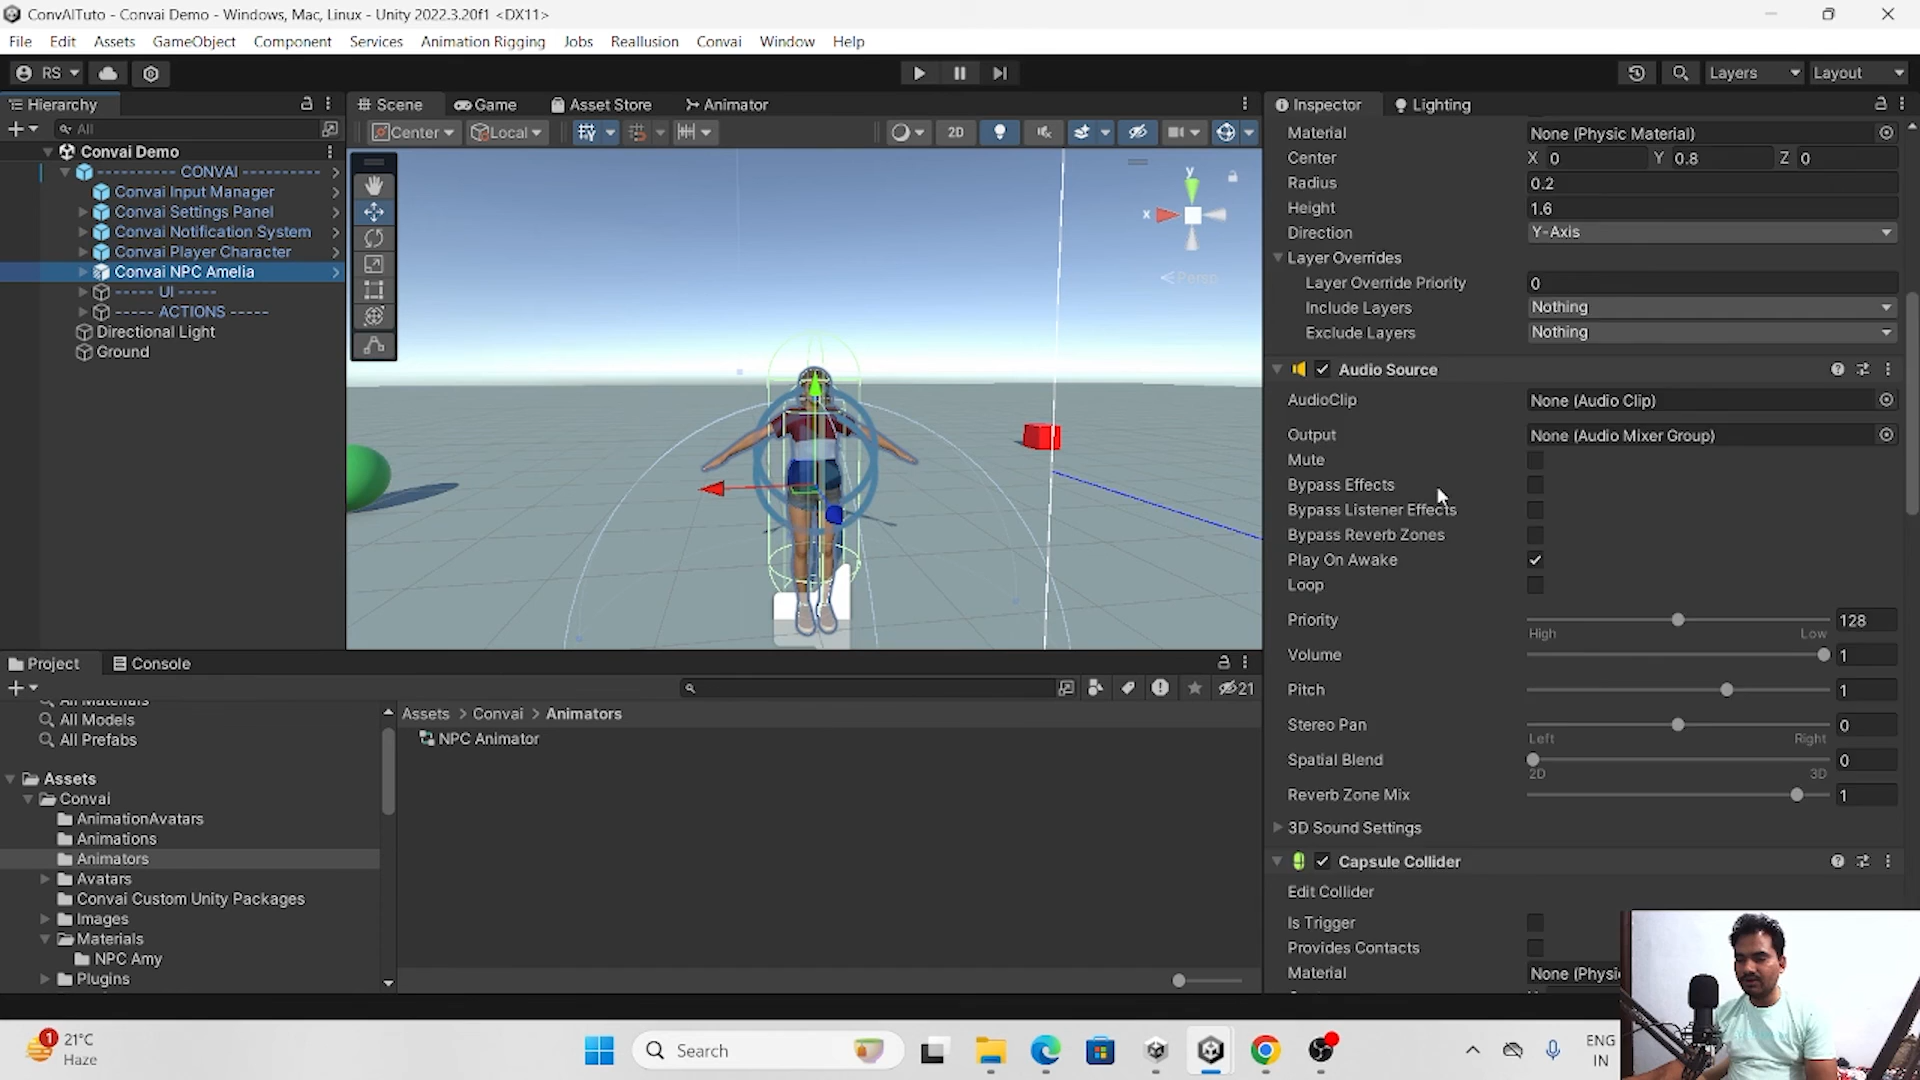 ConvAITuto - Convai Demo - Windows, Mac, Linux - Unity 2022.3.20f1 <DX11>
File Edit Assets GameObject Component Services Animation Rigging Jobs Reallusion Convai Window Help
RS Layers Layout
Hierarchy
All
Convai Demo
---------- CONVAI ----------
Convai Input Manager
Convai Settings Panel
Convai Notification System
Convai Player Character
Convai NPC Amelia
----- UI -----
----- ACTIONS -----
Directional Light
Ground
Scene Game Asset Store Animator
Center Local 2D
y
x
Persp
Project Console
21
All Materials
All Models
All Prefabs
Assets
Convai
AnimationAvatars
Animations
Animators
Avatars
Convai Custom Unity Packages
Images
Materials
NPC Amy
Plugins
Assets > Convai > Animators
NPC Animator
Inspector Lighting
Material None (Physic Material)
Center X 0 Y 0.8 Z 0
Radius 0.2
Height 1.6
Direction Y-Axis
Layer Overrides
Layer Override Priority 0
Include Layers Nothing
Exclude Layers Nothing
Audio Source
AudioClip None (Audio Clip)
Output None (Audio Mixer Group)
Mute
Bypass Effects
Bypass Listener Effects
Bypass Reverb Zones
Play On Awake
Loop
Priority 128
High Low
Volume 1
Pitch 1
Stereo Pan 0
Left Right
Spatial Blend 0
2D 3D
Reverb Zone Mix 1
3D Sound Settings
Capsule Collider
Edit Collider
Is Trigger
Provides Contacts
Material None (Physi
1
21°C
Haze
Search
ENG
IN